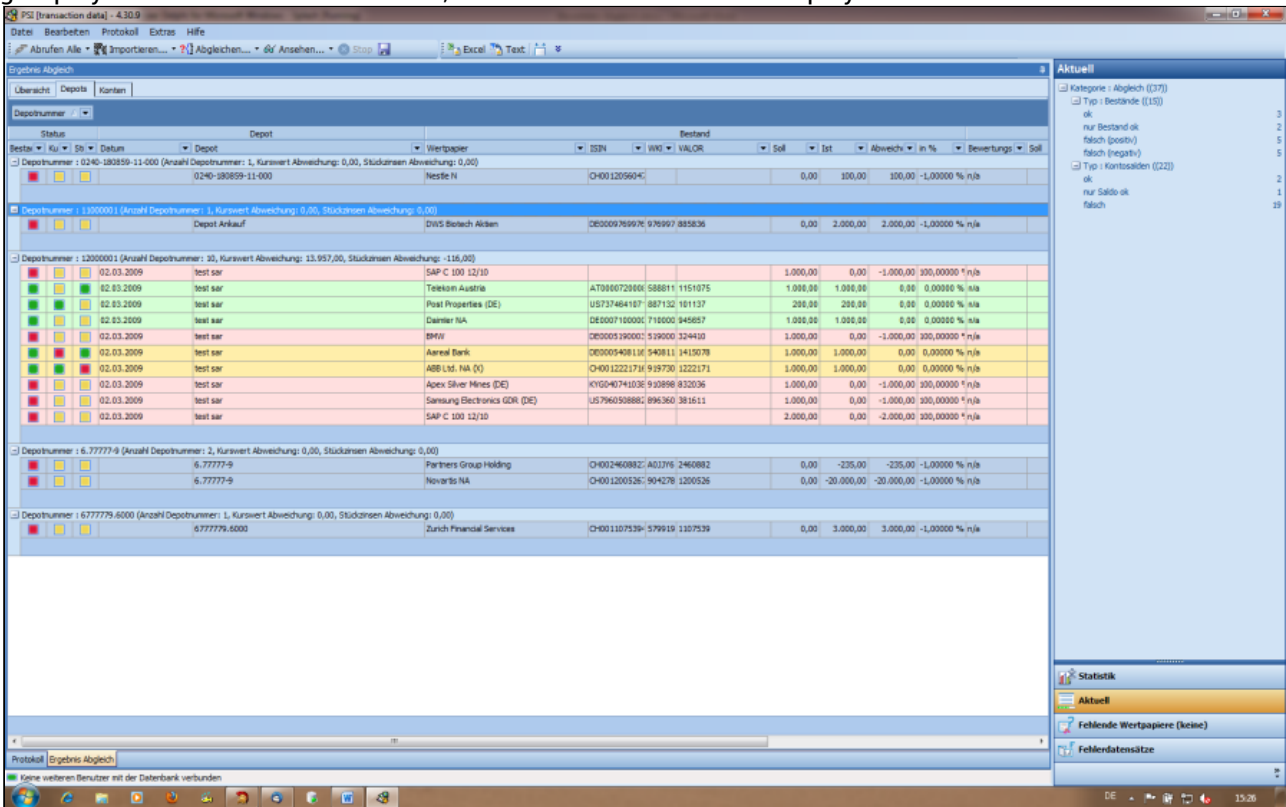 PSI [transaction data] - 4.30.9
Datei Bearbeiten Protokoll Extras Hilfe
Abrufen Alle Importieren... Abgleichen... Ansehen... Stop Excel Text
Ergebnis Abgleich
Übersicht Depots Konten
Depotnummer
Status Depot Bestand
Datum Depot Wertpapier ISIN VALOR Soll Ist Abweich in % Bewertungs Soll
Depotnummer : 0240-180859-11-000 (Anzahl Depotnummer: 1, Kurswert Abweichung: 0,00, Stückzinsen Abweichung: 0,00)
0240-180859-11-000 Nestle N 0,00 100,00 100,00 -1,00000 % n/a
Depotnummer : 11000001 (Anzahl Depotnummer: 1, Kurswert Abweichung: 0,00, Stückzinsen Abweichung: 0,00)
Depot Ankauf DWS Biotech Aktien 976997 885836 0,00 2.000,00 2.000,00 -1,00000 % n/a
Depotnummer : 12000001 (Anzahl Depotnummer: 10, Kurswert Abweichung: 13.957,00, Stückzinsen Abweichung: -116,00)
02.03.2009 test sar SAP C 100 12/10 1.000,00 0,00 -1.000,00 100,00000 n/a
02.03.2009 test sar Telekom Austria 588811 1151075 1.000,00 1.000,00 0,00 0,00000 % n/a
02.03.2009 test sar Post Properties (DE) 887132 101137 200,00 200,00 0,00 0,00000 % n/a
02.03.2009 test sar Daimler NA 710000 945657 1.000,00 1.000,00 0,00 0,00000 % n/a
02.03.2009 test sar BMW 519000 324410 1.000,00 0,00 -1.000,00 100,00000 n/a
02.03.2009 test sar Aareal Bank 540811 1415078 1.000,00 1.000,00 0,00 0,00000 % n/a
02.03.2009 test sar ABB Ltd. NA (X) 919730 1222171 1.000,00 1.000,00 0,00 0,00000 % n/a
02.03.2009 test sar Apex Silver Mines (DE) 910898 832036 1.000,00 0,00 -1.000,00 100,00000 n/a
02.03.2009 test sar Samsung Electronics GDR (DE) 896360 381611 1.000,00 0,00 -1.000,00 100,00000 n/a
02.03.2009 test sar SAP C 100 12/10 2.000,00 0,00 -2.000,00 100,00000 n/a
Depotnummer : 6.77777-9 (Anzahl Depotnummer: 2, Kurswert Abweichung: 0,00, Stückzinsen Abweichung: 0,00)
6.77777-9 Partners Group Holding 2460882 0,00 -235,00 -235,00 -1,00000 % n/a
6.77777-9 Novartis NA 904278 1200526 0,00 -20.000,00 -20.000,00 -1,00000 % n/a
Depotnummer : 6777779.6000 (Anzahl Depotnummer: 1, Kurswert Abweichung: 0,00, Stückzinsen Abweichung: 0,00)
6777779.6000 Zurich Financial Services 579919 1107539 0,00 3.000,00 3.000,00 -1,00000 % n/a
Protokoll Ergebnis Abgleich
Keine weiteren Benutzer mit der Datenbank verbunden
Aktuell
Kategorie : Abgleich ((37))
Typ : Bestände ((15))
ok 3
nur Bestand ok 2
falsch (positiv) 5
falsch (negativ) 5
Typ : Kontosalden ((22))
ok 2
nur Saldo ok 1
falsch 19
Statistik
Aktuell
Fehlende Wertpapiere (keine)
Fehlerdatensätze
DE 15:26